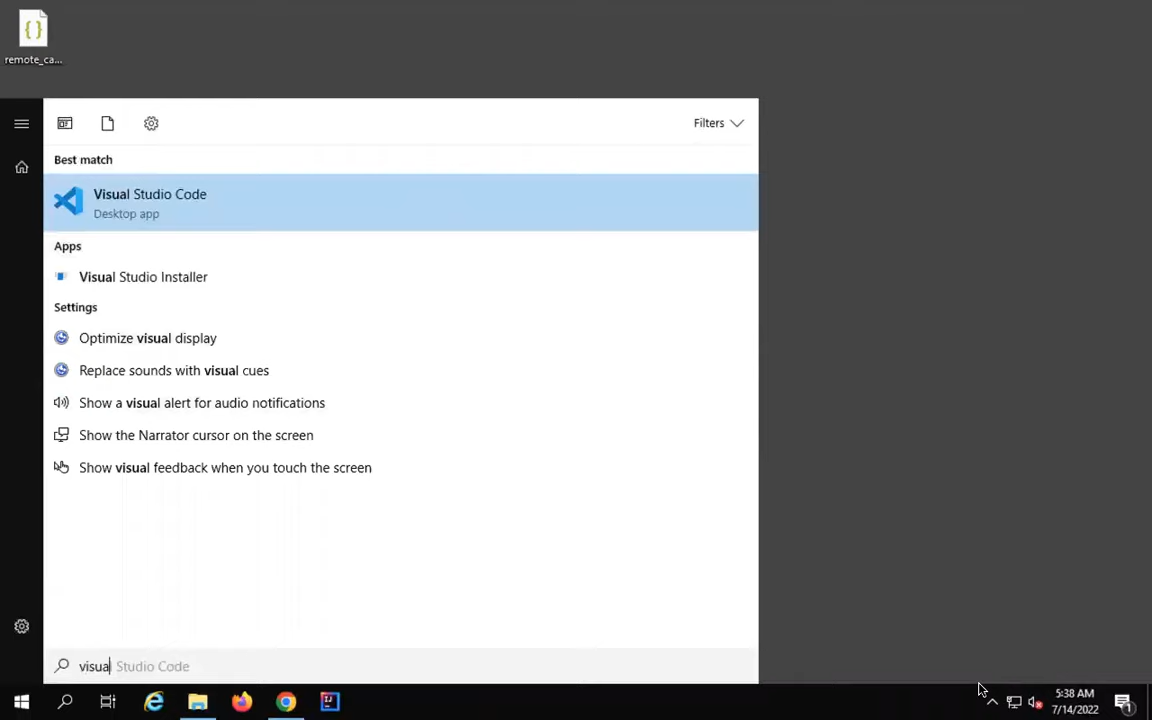 remote_ca...
Filters
Best match
Visual Studio Code
Desktop app
Apps
Visual Studio Installer
Settings
Optimize visual display
Replace sounds with visual cues
Show a visual alert for audio notifications
Show the Narrator cursor on the screen
Show visual feedback when you touch the screen
visual Studio Code
5:38 AM
7/14/2022
1